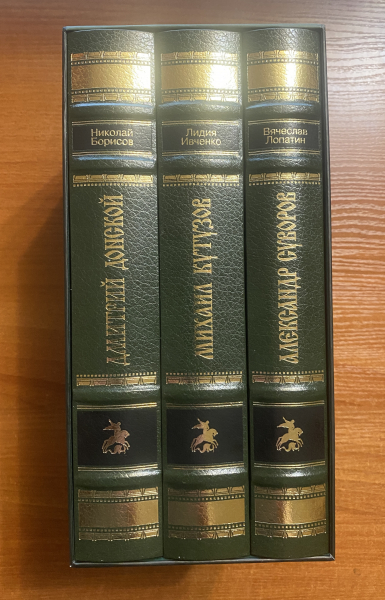 Николай
Борисов
ДМИТРИЙ ДОНСКОЙ
Лидия
Ивченко
МИХАИЛ КУТУЗОВ
Вячеслав
Лопатин
АЛЕКСАНДР СУВОРОВ